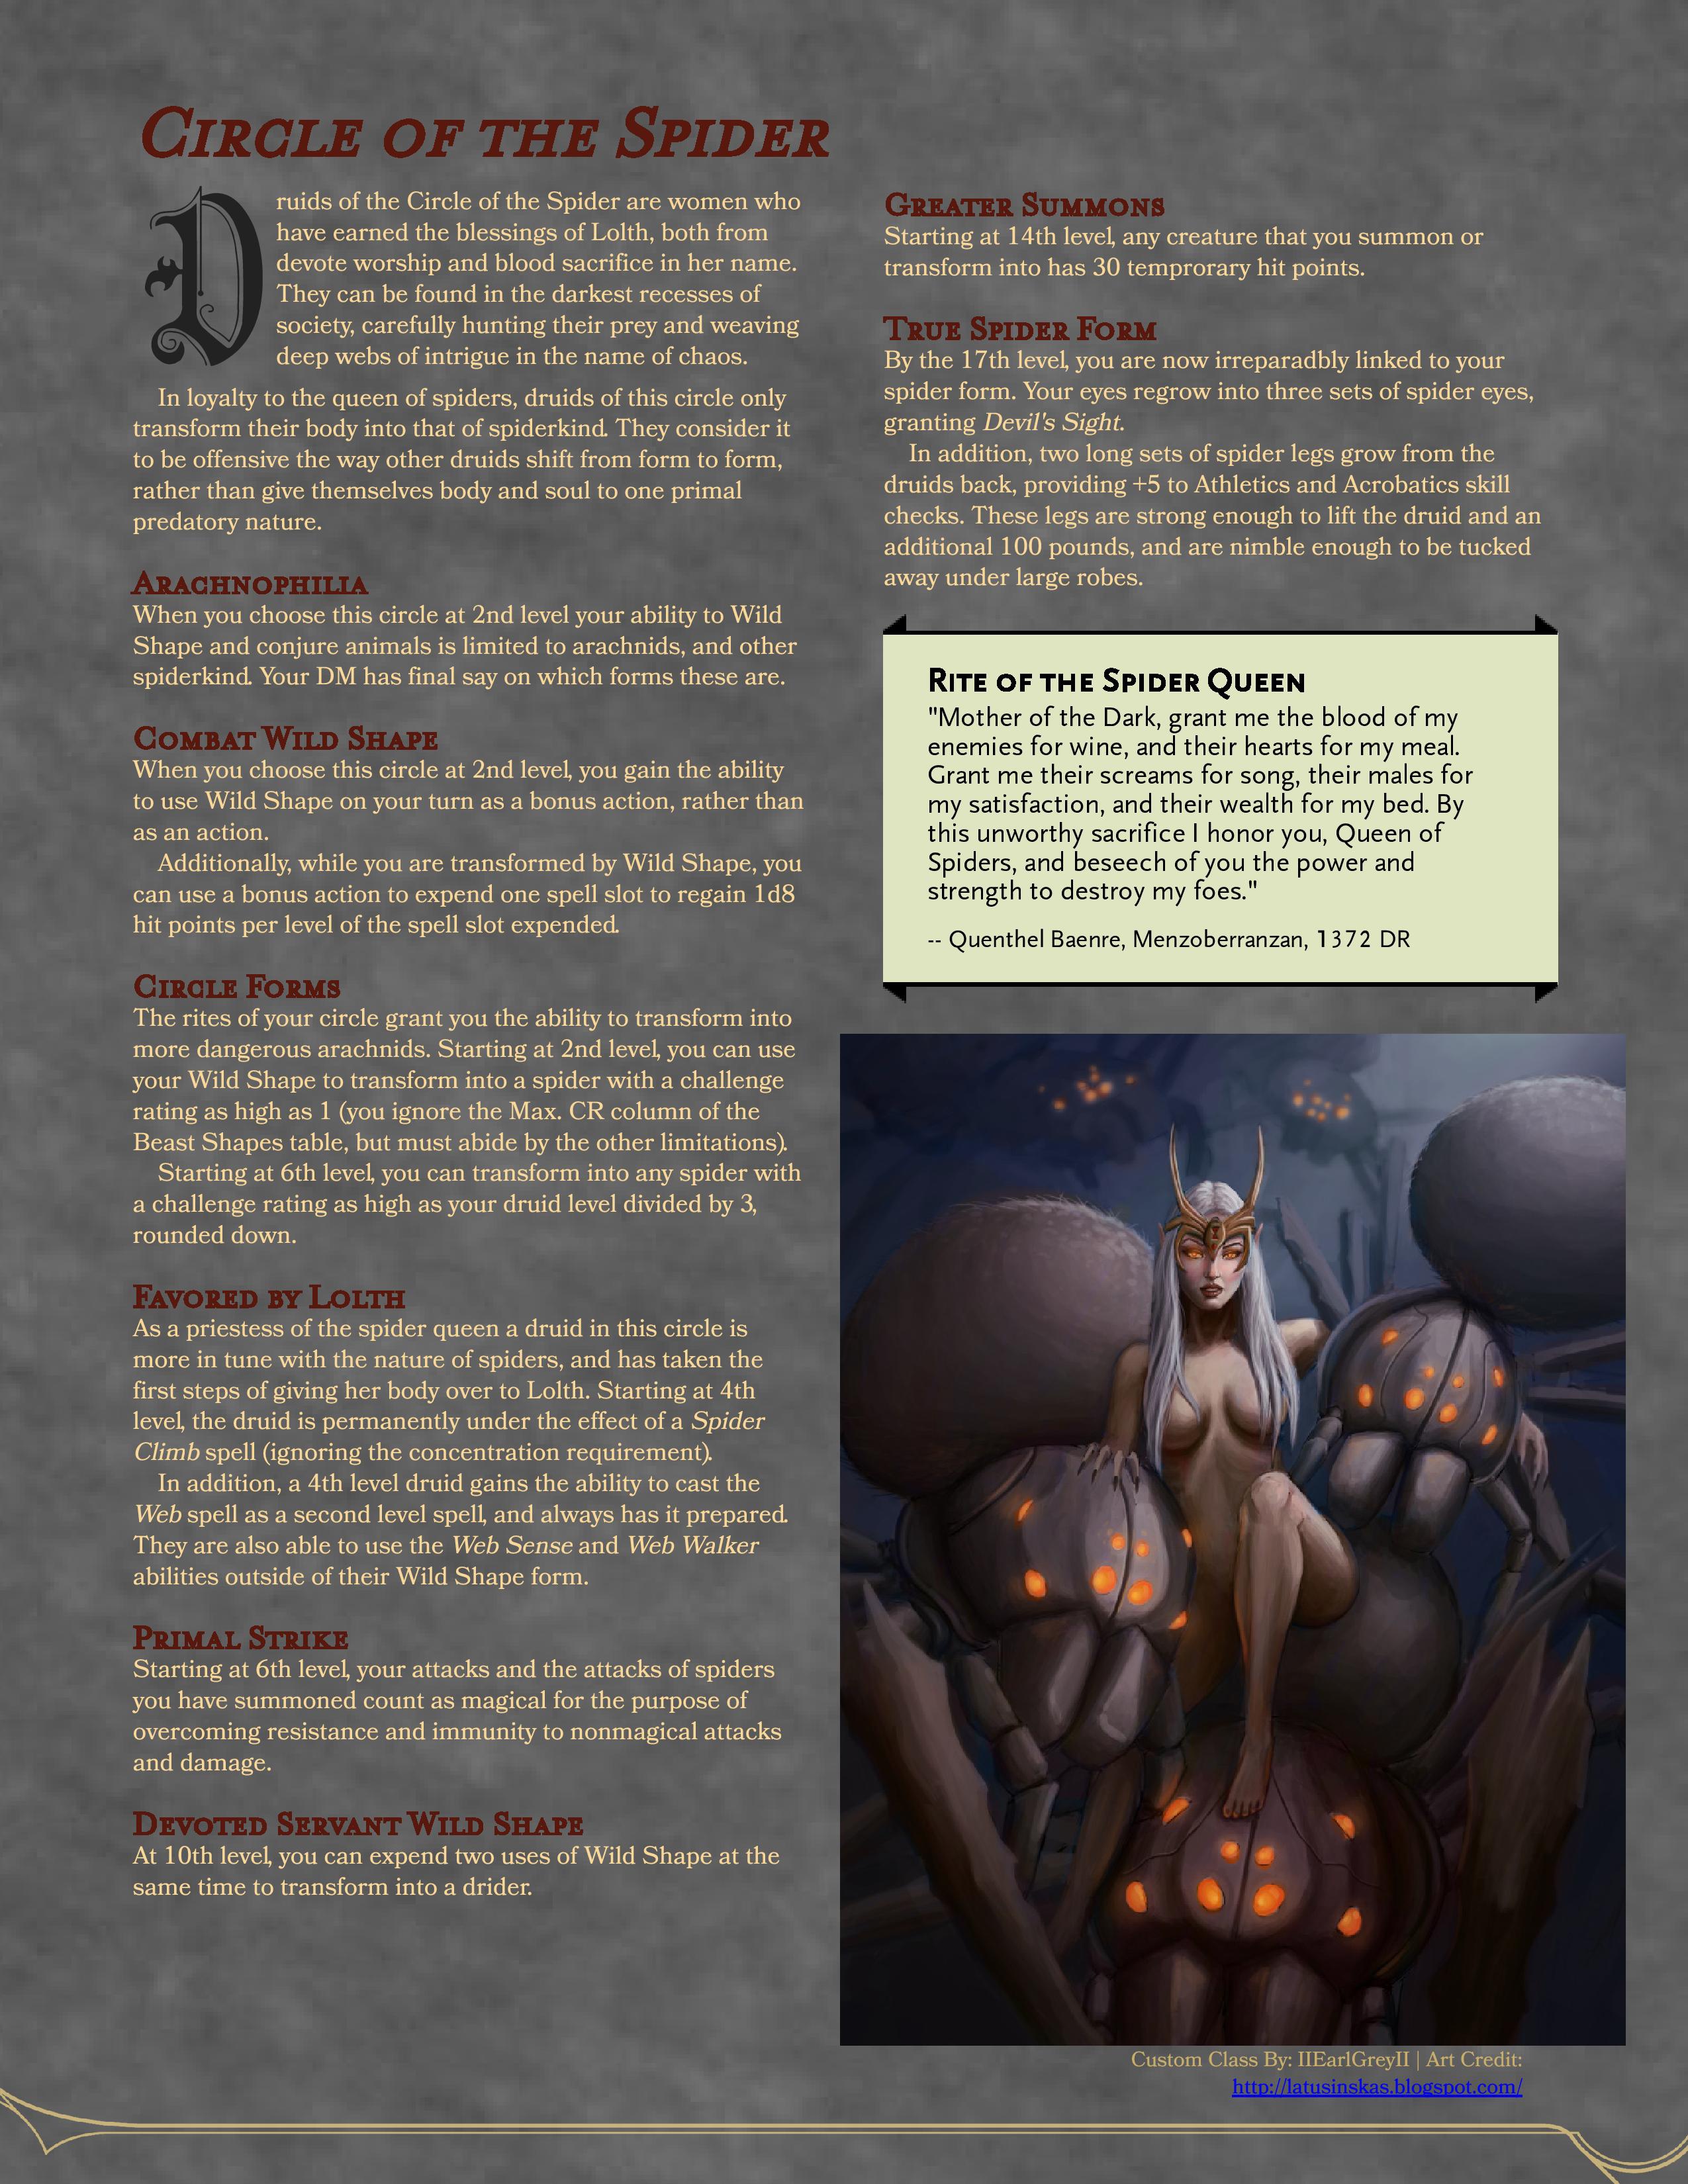 Circle of the Spider
Druids of the Circle of the Spider are women who
have earned the blessings of Lolth, both from
devote worship and blood sacrifice in her name.
They can be found in the darkest recesses of
society, carefully hunting their prey and weaving
deep webs of intrigue in the name of chaos.
In loyalty to the queen of spiders, druids of this circle only
transform their body into that of spiderkind. They consider it
to be offensive the way other druids shift from form to form,
rather than give themselves body and soul to one primal
predatory nature.
Arachnophilia
When you choose this circle at 2nd level your ability to Wild
Shape and conjure animals is limited to arachnids, and other
spiderkind. Your DM has final say on which forms these are.
Combat Wild Shape
When you choose this circle at 2nd level, you gain the ability
to use Wild Shape on your turn as a bonus action, rather than
as an action.
Additionally, while you are transformed by Wild Shape, you
can use a bonus action to expend one spell slot to regain 1d8
hit points per level of the spell slot expended.
Circle Forms
The rites of your circle grant you the ability to transform into
more dangerous arachnids. Starting at 2nd level, you can use
your Wild Shape to transform into a spider with a challenge
rating as high as 1 (you ignore the Max. CR column of the
Beast Shapes table, but must abide by the other limitations).
Starting at 6th level, you can transform into any spider with
a challenge rating as high as your druid level divided by 3,
rounded down.
Favored by Lolth
As a priestess of the spider queen a druid in this circle is
more in tune with the nature of spiders, and has taken the
first steps of giving her body over to Lolth. Starting at 4th
level, the druid is permanently under the effect of a Spider
Climb spell (ignoring the concentration requirement).
In addition, a 4th level druid gains the ability to cast the
Web spell as a second level spell, and always has it prepared.
They are also able to use the Web Sense and Web Walker
abilities outside of their Wild Shape form.
Primal Strike
Starting at 6th level, your attacks and the attacks of spiders
you have summoned count as magical for the purpose of
overcoming resistance and immunity to nonmagical attacks
and damage.
Devoted Servant Wild Shape
At 10th level, you can expend two uses of Wild Shape at the
same time to transform into a drider.
Greater Summons
Starting at 14th level, any creature that you summon or
transform into has 30 temprorary hit points.
True Spider Form
By the 17th level, you are now irreparadbly linked to your
spider form. Your eyes regrow into three sets of spider eyes,
granting Devil's Sight.
In addition, two long sets of spider legs grow from the
druids back, providing +5 to Athletics and Acrobatics skill
checks. These legs are strong enough to lift the druid and an
additional 100 pounds, and are nimble enough to be tucked
away under large robes.
Rite of the Spider Queen
"Mother of the Dark, grant me the blood of my
enemies for wine, and their hearts for my meal.
Grant me their screams for song, their males for
my satisfaction, and their wealth for my bed. By
this unworthy sacrifice I honor you, Queen of
Spiders, and beseech of you the power and
strength to destroy my foes."
-- Quenthel Baenre, Menzoberranzan, 1372 DR
Custom Class By: IIEarlGreyII | Art Credit:
http://latusinskas.blogspot.com/